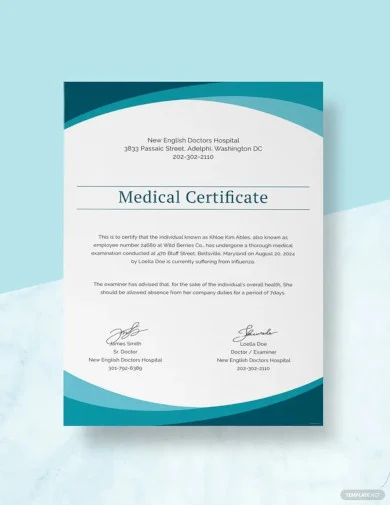 New English Doctors Hospital
3833 Passaic Street, Adelphi, Washington DC
202-302-2110
Medical Certificate
This is to certify that the individual known as Khloe Kim Ables, also known as
employee number 24680 at Wild Berries Co., has undergone a thorough medical
examination conducted at 470 Bluff Street, Beltsville, Maryland on August 20, 2024
by Loella Doe is currently suffering from Influenza.
The examiner has advised that, for the sake of the individual's overall health, She
should be allowed absence from her company duties for a period of 7days.
James Smith
Sr. Doctor
New English Doctors Hospital
301-792-6389
Loella Doe
Doctor / Examiner
New English Doctors Hospital
202-302-2110
TEMPLATE.NET